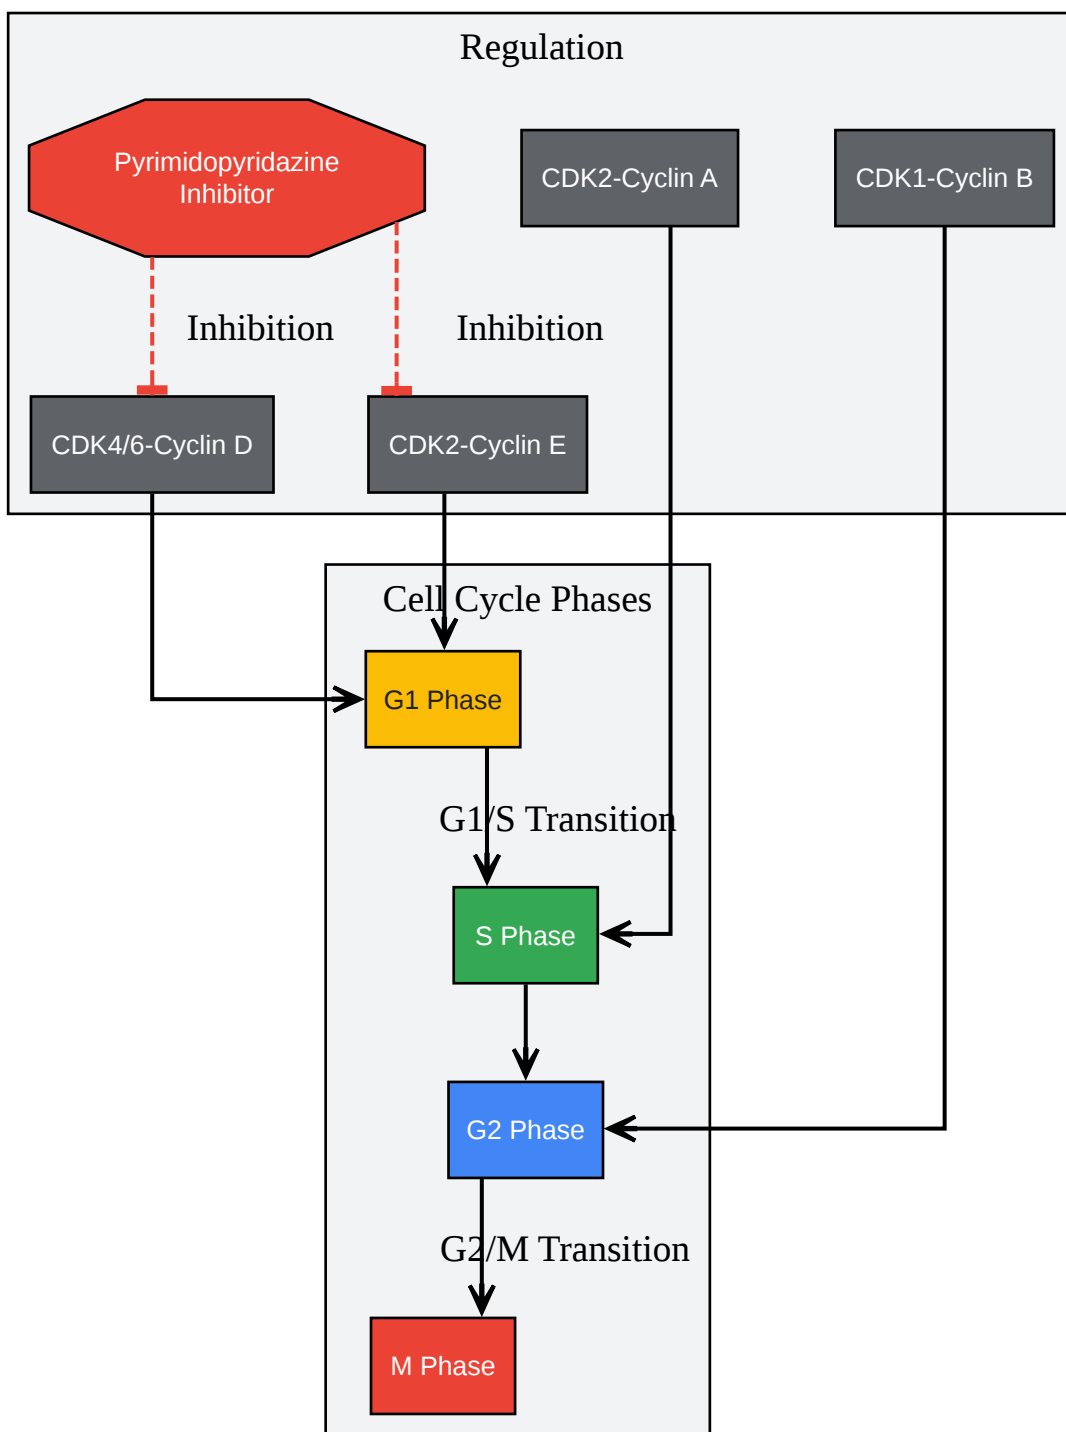 Regulation
Pyrimidopyridazine
Inhibitor
CDK2-Cyclin A
CDK1-Cyclin B
Inhibition
Inhibition
CDK4/6-Cyclin D
CDK2-Cyclin E
Cell Cycle Phases
G1 Phase
G1/S Transition
S Phase
G2 Phase
G2/M Transition
M Phase